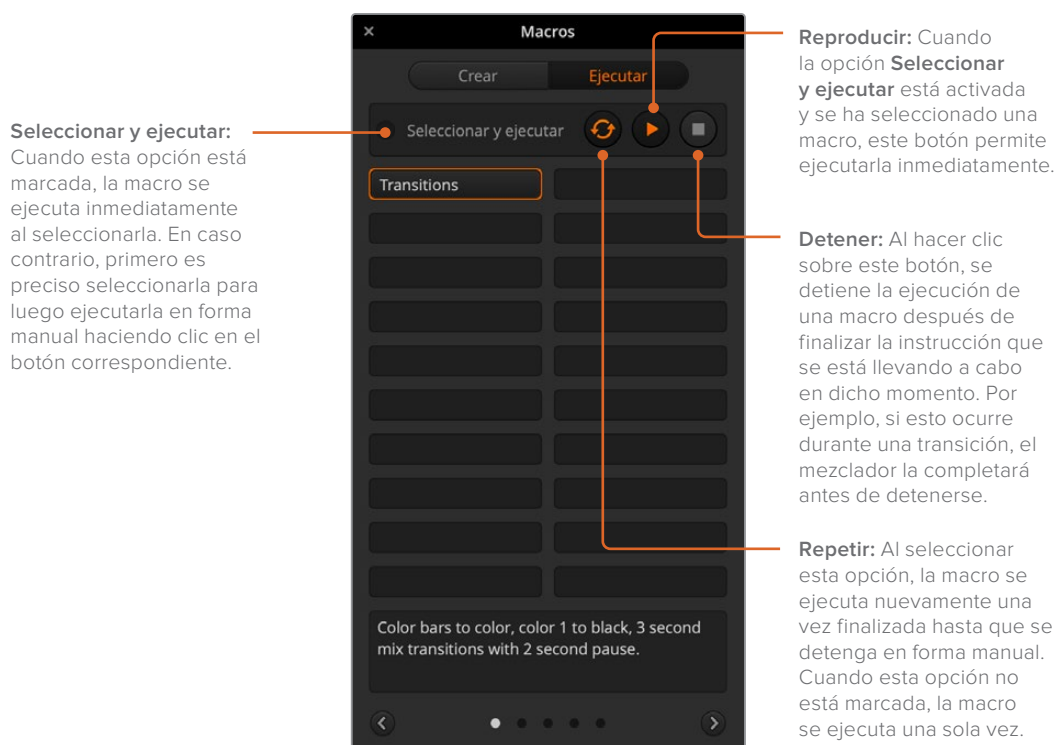 Seleccionar y ejecutar:
Cuando esta opción está
marcada, la macro se
ejecuta inmediatamente
al seleccionarla. En caso
contrario, primero es
preciso seleccionarla para
luego ejecutarla en forma
manual haciendo clic en el
botón correspondiente.
Macros
Crear
Ejecutar
Seleccionar y ejecutar
Transitions
Color bars to color, color 1 to black, 3 second
mix transitions with 2 second pause.
Reproducir: Cuando
la opción Seleccionar
y ejecutar está activada
y se ha seleccionado una
macro, este botón permite
ejecutarla inmediatamente.
Detener: Al hacer clic
sobre este botón, se
detiene la ejecución de
una macro después de
finalizar la instrucción que
se está llevando a cabo
en dicho momento. Por
ejemplo, si esto ocurre
durante una transición, el
mezclador la completará
antes de detenerse.
Repetir: Al seleccionar
esta opción, la macro se
ejecuta nuevamente una
vez finalizada hasta que se
detenga en forma manual.
Cuando esta opción no
está marcada, la macro
se ejecuta una sola vez.